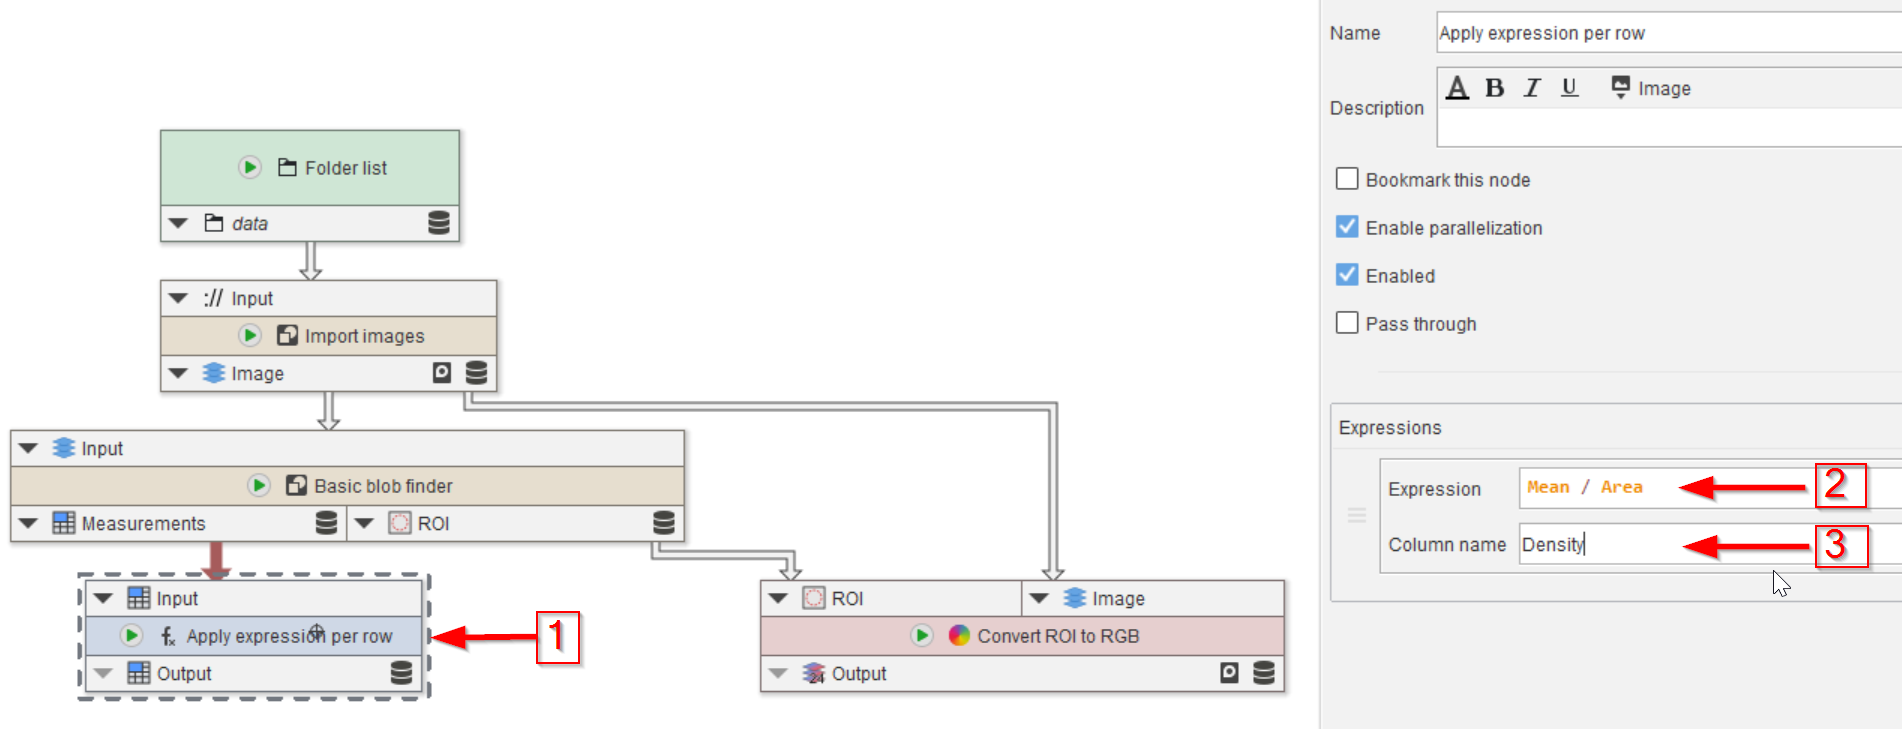 Folder list
data
:// Input
Import images
Image
Input
Basic blob finder
Measurements
ROI
Input
fx Apply expression per row
Output
1
ROI
Image
Convert ROI to RGB
24 Output
Name
Apply expression per row
Description
A B I U Image
Bookmark this node
Enable parallelization
Enabled
Pass through
Expressions
Expression
Mean / Area
2
Column name
Density
3